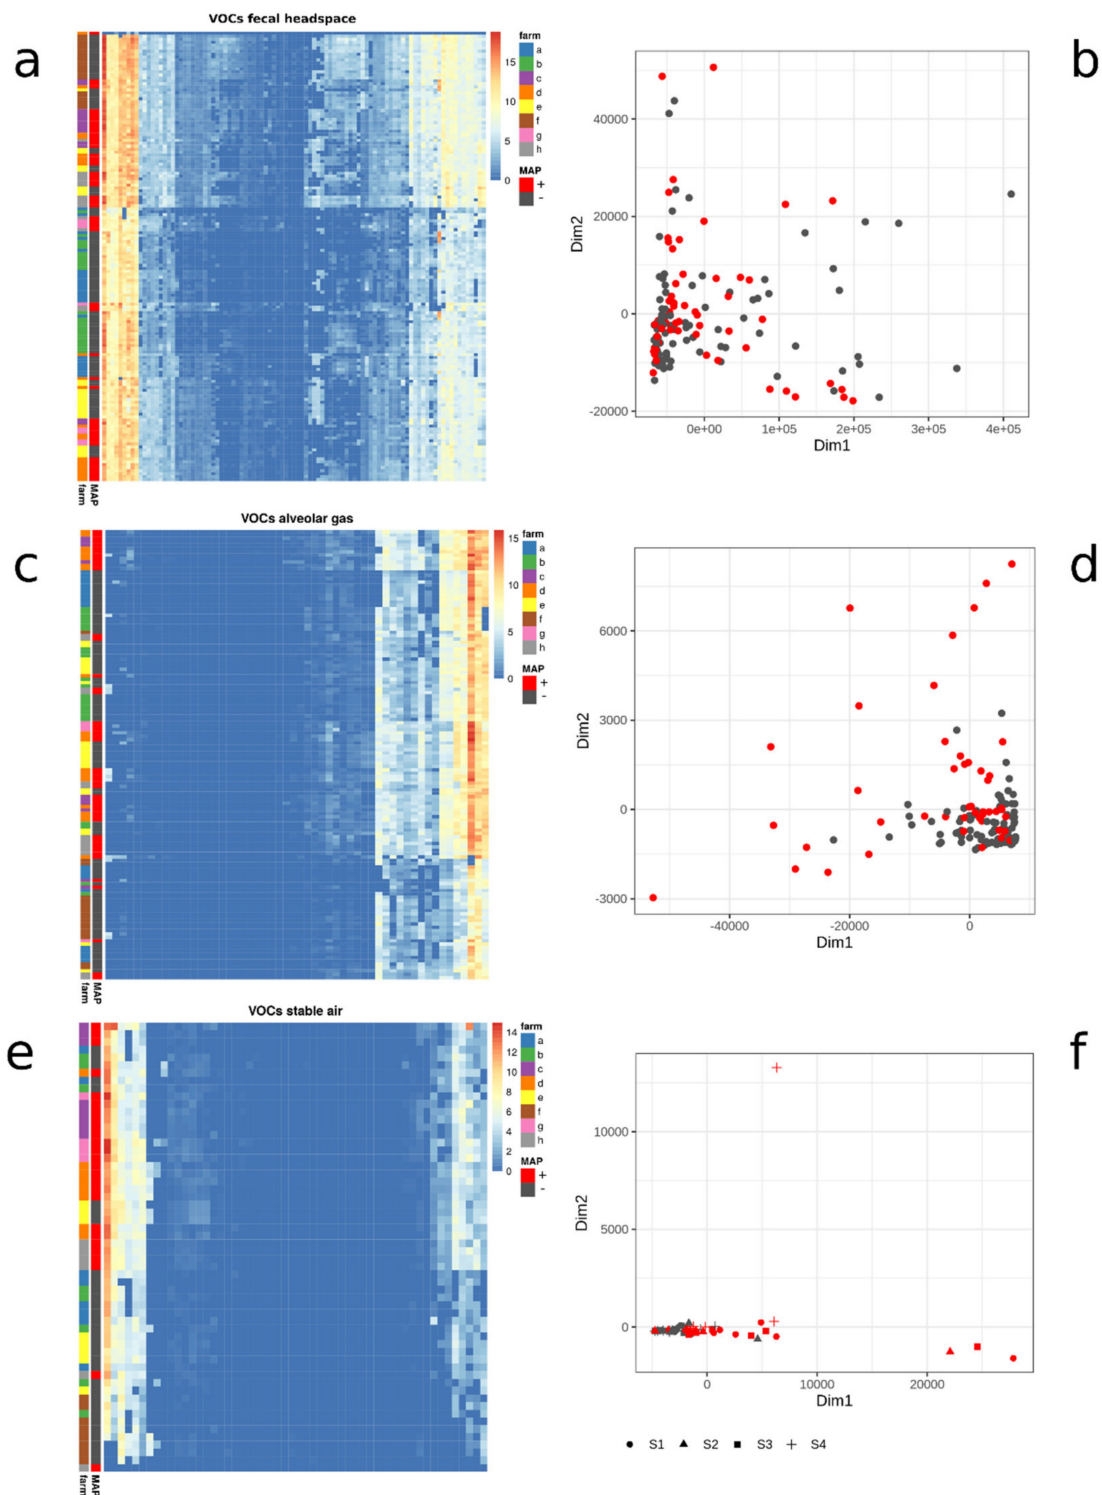 VOCs fecal headspace
a
farm
a
b
c
d
e
f
g
h
MAP
+
-
15
10
5
0
farm
MAP
b
40000
20000
0
-20000
Dim2
0e+00 1e+05 2e+05 3e+05 4e+05
Dim1
VOCs alveolar gas
c
farm
a
b
c
d
e
f
g
h
MAP
+
-
15
10
5
0
farm
MAP
d
6000
3000
0
-3000
Dim2
-40000 -20000 0
Dim1
VOCs stable air
e
farm
a
b
c
d
e
f
g
h
MAP
+
-
14
12
10
8
6
4
2
0
farm
MAP
f
10000
5000
0
Dim2
0 10000 20000
Dim1
S1 S2 S3 S4